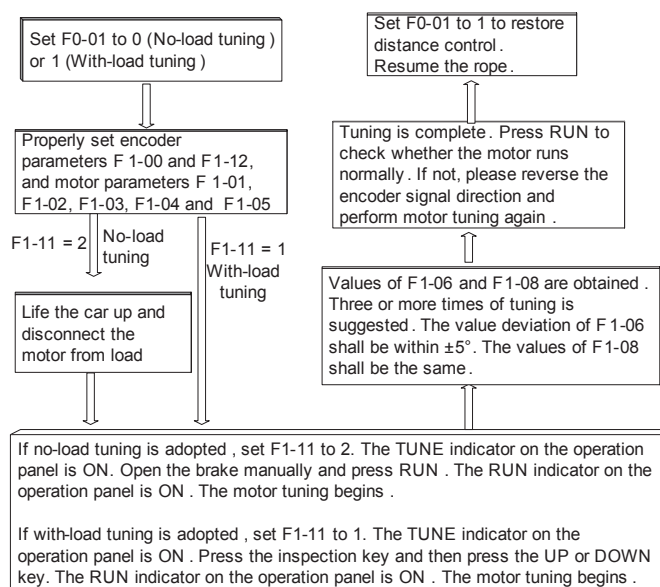 Set F0-01 to 0 (No-load tuning )
or 1 (With-load tuning )
Properly set encoder
parameters F 1-00 and F1-12,
and motor parameters F 1-01,
F1-02, F1-03, F1-04 and F1-05
F1-11 = 2
No-load
tuning
F1-11 = 1
With-load
tuning
Life the car up and
disconnect the
motor from load
If no-load tuning is adopted , set F1-11 to 2. The TUNE indicator on the operation
panel is ON. Open the brake manually and press RUN . The RUN indicator on the
operation panel is ON . The motor tuning begins .
If with-load tuning is adopted , set F1-11 to 1. The TUNE indicator on the
operation panel is ON . Press the inspection key and then press the UP or DOWN
key. The RUN indicator on the operation panel is ON . The motor tuning begins .
Values of F1-06 and F1-08 are obtained .
Three or more times of tuning is
suggested . The value deviation of F1-06
shall be within ±5°. The values of F1-08
shall be the same .
Tuning is complete . Press RUN to
check whether the motor runs
normally . If not, please reverse the
encoder signal direction and
perform motor tuning again .
Set F0-01 to 1 to restore
distance control .
Resume the rope .